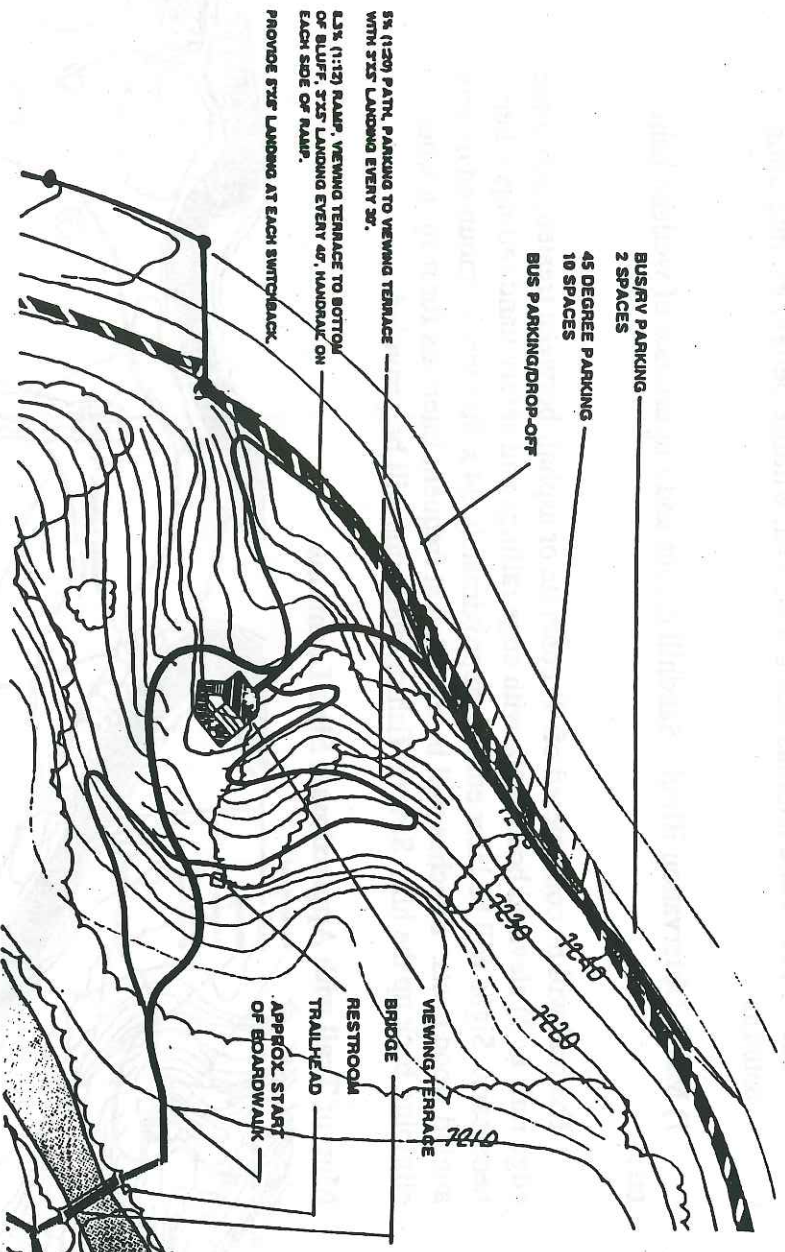 BUS/RV PARKING
2 SPACES
45 DEGREE PARKING
10 SPACES
BUS PARKING/DROP-OFF
5% (1:20) PATH, PARKING TO VIEWING TERRACE
WITH 5'X5' LANDING EVERY 30'.
8.3% (1:12) RAMP, VIEWING TERRACE TO BOTTOM
OF BLUFF, 5'X5' LANDING EVERY 40', HANDRAIL ON
EACH SIDE OF RAMP.
PROVIDE 5'X5' LANDING AT EACH SWITCHBACK.
7240
7230
7220
7210
VIEWING TERRACE
BRIDGE
RESTROOM
TRAILHEAD
APPROX. START
OF BOARDWALK